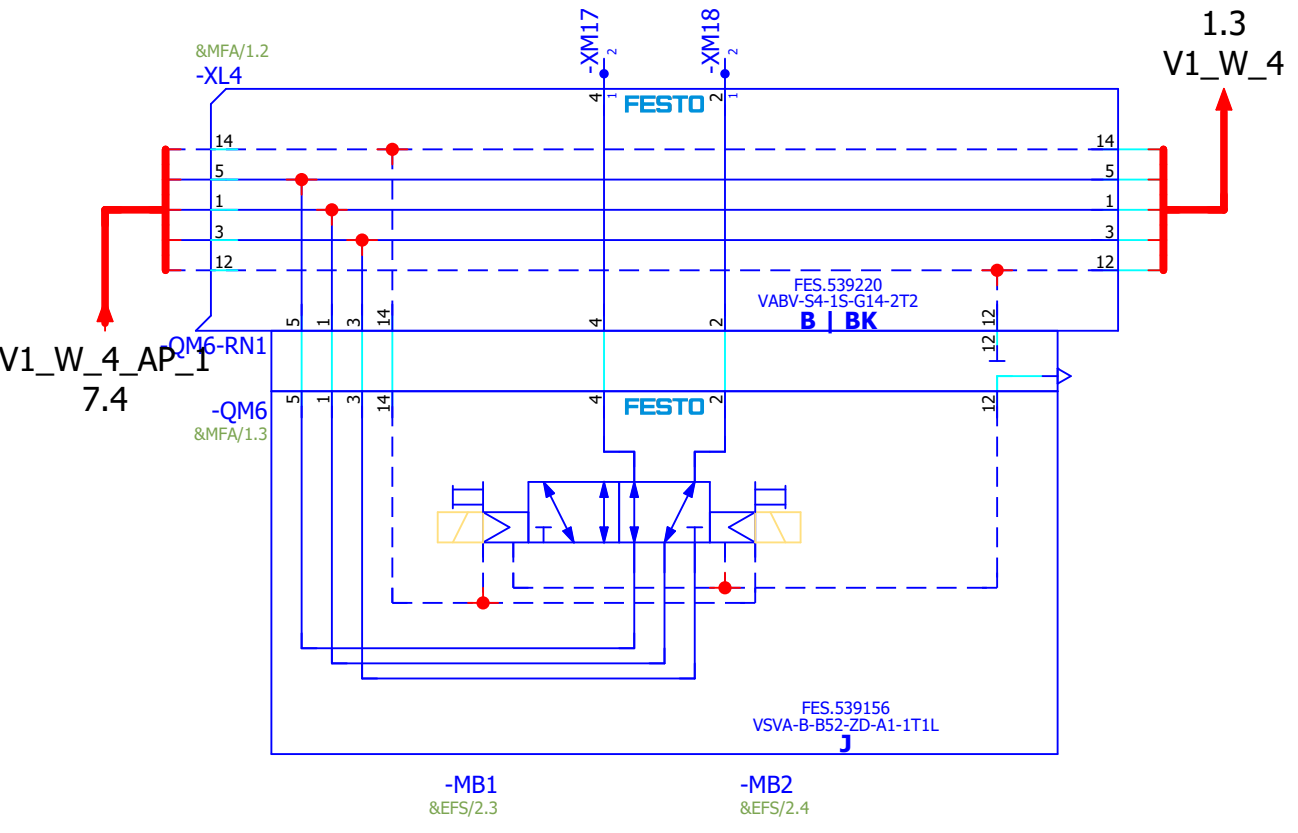 -XM17
2
-XM18
2
1.3
V1_W_4
&MFA/1.2
-XL4
4
1
FESTO
2
1
14
14
5
5
1
1
3
3
12
12
FES.539220
VABV-S4-1S-G14-2T2
B | BK
5
1
3
14
4
2
12
-QM6-RN1
12
V1_W_4_AP_1
7.4
-QM6
&MFA/1.3
5
1
3
14
4
FESTO
2
12
FES.539156
VSVA-B-B52-ZD-A1-1T1L
J
-MB1
&EFS/2.3
-MB2
&EFS/2.4